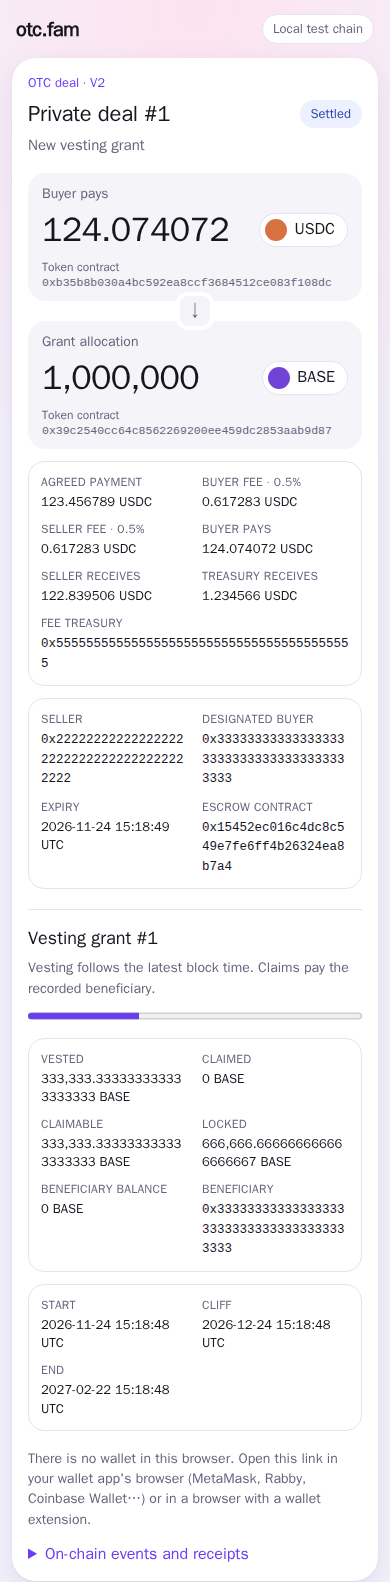 otc.fam
Local test chain
OTC deal · V2
Private deal #1
Settled
New vesting grant
Buyer pays
124.074072
USDC
Token contract
0xb35b8b030a4bc592ea8ccf3684512ce083f108dc
↓
Grant allocation
1,000,000
BASE
Token contract
0x39c2540cc64c8562269200ee459dc2853aab9d87
AGREED PAYMENT
123.456789 USDC
BUYER FEE · 0.5%
0.617283 USDC
SELLER FEE · 0.5%
0.617283 USDC
BUYER PAYS
124.074072 USDC
SELLER RECEIVES
122.839506 USDC
TREASURY RECEIVES
1.234566 USDC
FEE TREASURY
0x555555555555555555555555555555555555555
5
SELLER
0x22222222222222222
2222222222222222222
2222
DESIGNATED BUYER
0x33333333333333333
3333333333333333333
3333
EXPIRY
2026-11-24 15:18:49
UTC
ESCROW CONTRACT
0x15452ec016c4dc8c5
49e7fe6ff4b26324ea8
b7a4
Vesting grant #1
Vesting follows the latest block time. Claims pay the
recorded beneficiary.
VESTED
333,333.33333333333
3333333 BASE
CLAIMED
0 BASE
CLAIMABLE
333,333.33333333333
3333333 BASE
LOCKED
666,666.66666666666
6666667 BASE
BENEFICIARY BALANCE
0 BASE
BENEFICIARY
0x33333333333333333
3333333333333333333
3333
START
2026-11-24 15:18:48
UTC
CLIFF
2026-12-24 15:18:48
UTC
END
2027-02-22 15:18:48
UTC
There is no wallet in this browser. Open this link in
your wallet app's browser (MetaMask, Rabby,
Coinbase Wallet…) or in a browser with a wallet
extension.
On-chain events and receipts